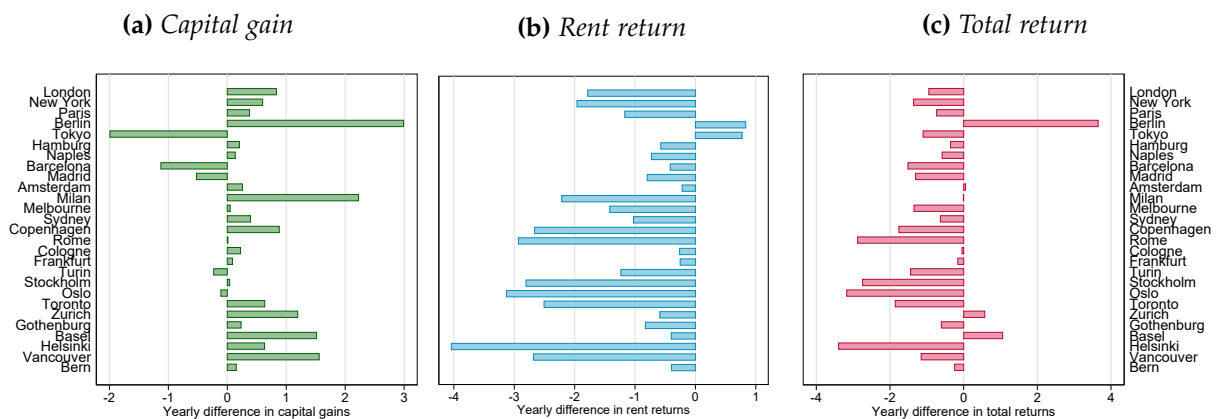 (a) Capital gain
(b) Rent return
(c) Total return
London
New York
Paris
Berlin
Tokyo
Hamburg
Naples
Barcelona
Madrid
Amsterdam
Milan
Melbourne
Sydney
Copenhagen
Rome
Cologne
Frankfurt
Turin
Stockholm
Oslo
Toronto
Zurich
Gothenburg
Basel
Helsinki
Vancouver
Bern
-2 -1 0 1 2 3
Yearly difference in capital gains
-4 -3 -2 -1 0 1
Yearly difference in rent returns
London
New York
Paris
Berlin
Tokyo
Hamburg
Naples
Barcelona
Madrid
Amsterdam
Milan
Melbourne
Sydney
Copenhagen
Rome
Cologne
Frankfurt
Turin
Stockholm
Oslo
Toronto
Zurich
Gothenburg
Basel
Helsinki
Vancouver
Bern
-4 -2 0 2 4
Yearly difference in total returns